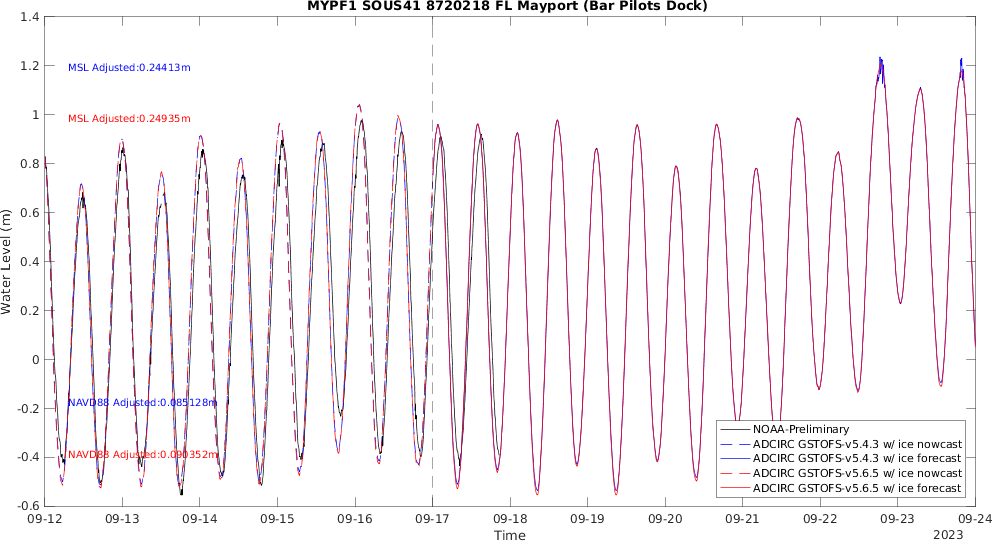 MYPF1 SOUS41 8720218 FL Mayport (Bar Pilots Dock)
1.4
1.2
1
0.8
0.6
0.4
0.2
0
-0.2
-0.4
-0.6
Water Level (m)
MSL Adjusted:0.24413m
MSL Adjusted:0.24935m
NAVD88 Adjusted:0.085128m
NAVD88 Adjusted:0.090352m
NOAA-Preliminary
ADCIRC GSTOFS-v5.4.3 w/ ice nowcast
ADCIRC GSTOFS-v5.4.3 w/ ice forecast
ADCIRC GSTOFS-v5.6.5 w/ ice nowcast
ADCIRC GSTOFS-v5.6.5 w/ ice forecast
09-12 09-13 09-14 09-15 09-16 09-17 09-18 09-19 09-20 09-21 09-22 09-23 09-24
Time
2023